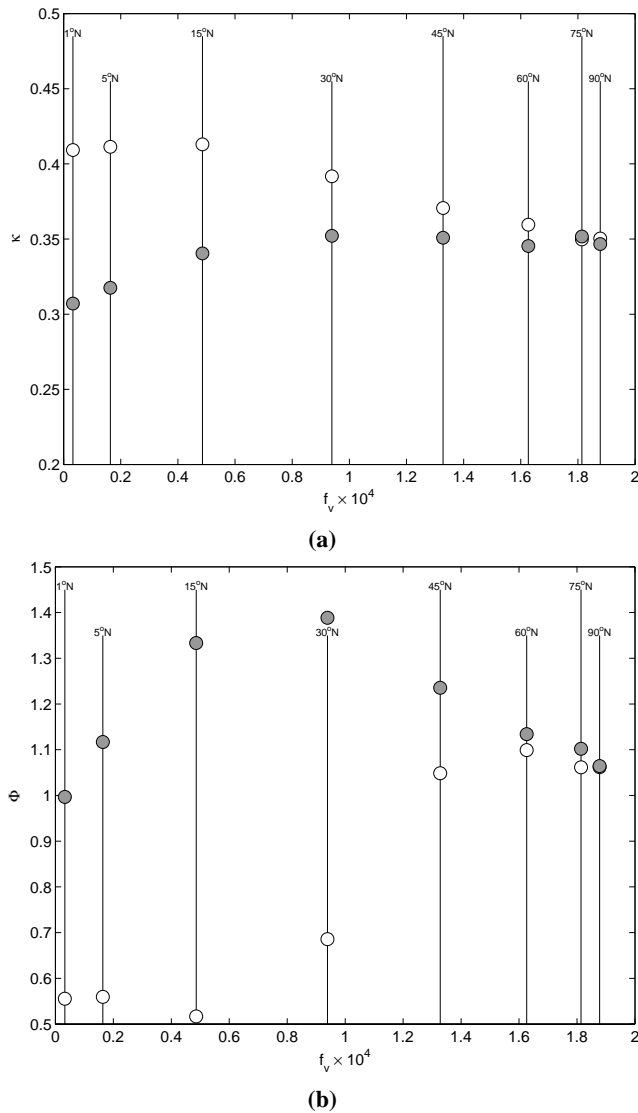 0.5
1°N
15°N
45°N
75°N
0.45
5°N
30°N
60°N
90°N
0.4
0.35
κ
0.3
0.25
0.2
0 0.2 0.4 0.6 0.8 1 1.2 1.4 1.6 1.8 2
f_v × 10^4
(a)
1.5
1°N
15°N
45°N
75°N
1.4
5°N
30°N
60°N
90°N
1.3
1.2
1.1
1
Φ
0.9
0.8
0.7
0.6
0.5
0 0.2 0.4 0.6 0.8 1 1.2 1.4 1.6 1.8 2
f_v × 10^4
(b)